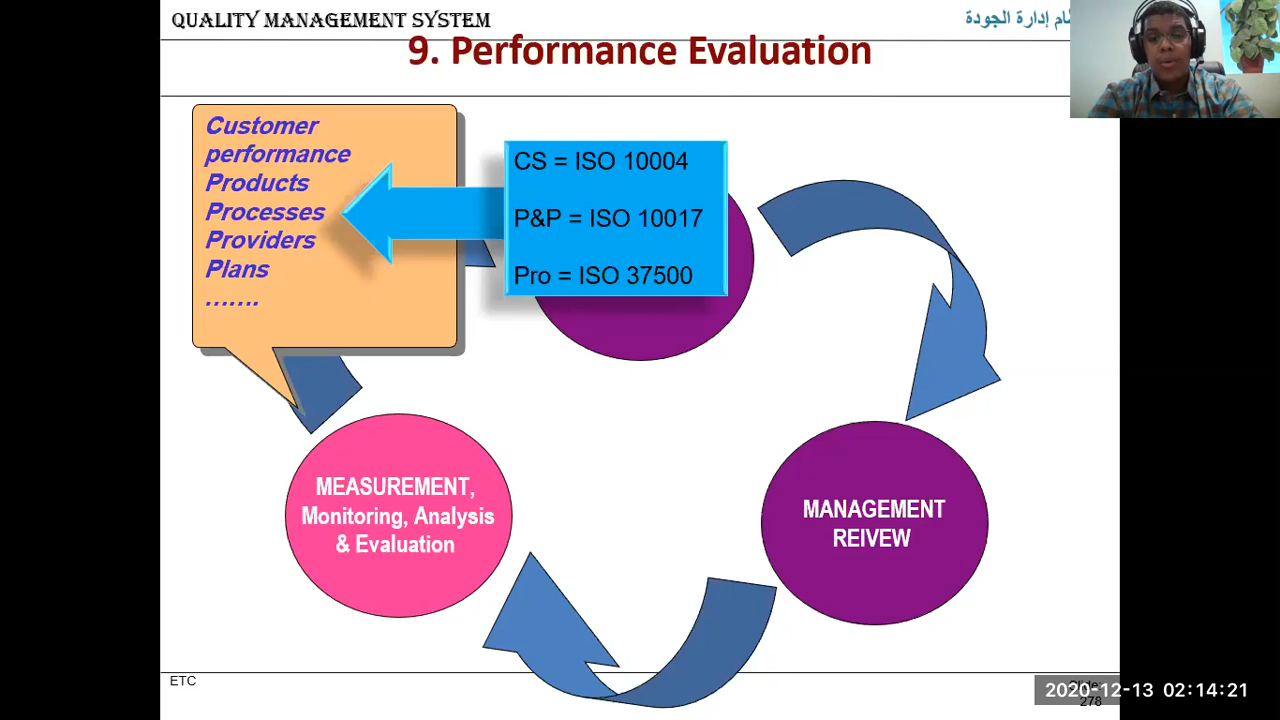 QUALITY MANAGEMENT SYSTEM
إدارة الجودة
9. Performance Evaluation
Customer
performance
Products
Processes
Providers
Plans
.......
CS = ISO 10004
P&P = ISO 10017
Pro = ISO 37500
MEASUREMENT,
Monitoring, Analysis
& Evaluation
MANAGEMENT
REIVEW
ETC
Slide:
278
2020-12-13 02:14:21